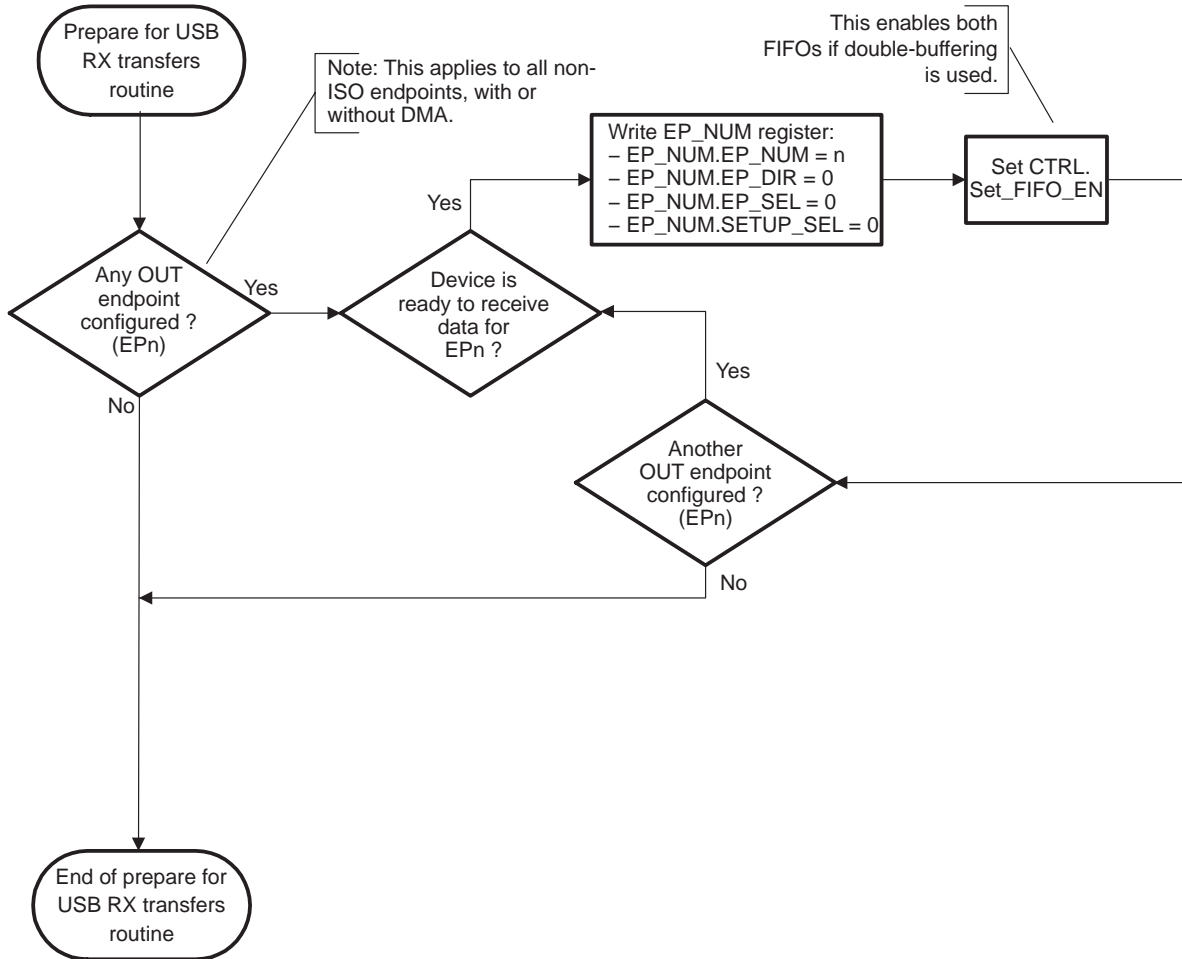 Prepare for USB
RX transfers
routine
Note: This applies to all non-
ISO endpoints, with or
without DMA.
This enables both
FIFOs if double-buffering
is used.
Write EP_NUM register:
– EP_NUM.EP_NUM = n
– EP_NUM.EP_DIR = 0
– EP_NUM.EP_SEL = 0
– EP_NUM.SETUP_SEL = 0
Set CTRL.
Set_FIFO_EN
Yes
Any OUT
endpoint
configured ?
(EPn)
Yes
Device is
ready to receive
data for
EPn ?
No
Yes
Another
OUT endpoint
configured ?
(EPn)
No
End of prepare for
USB RX transfers
routine